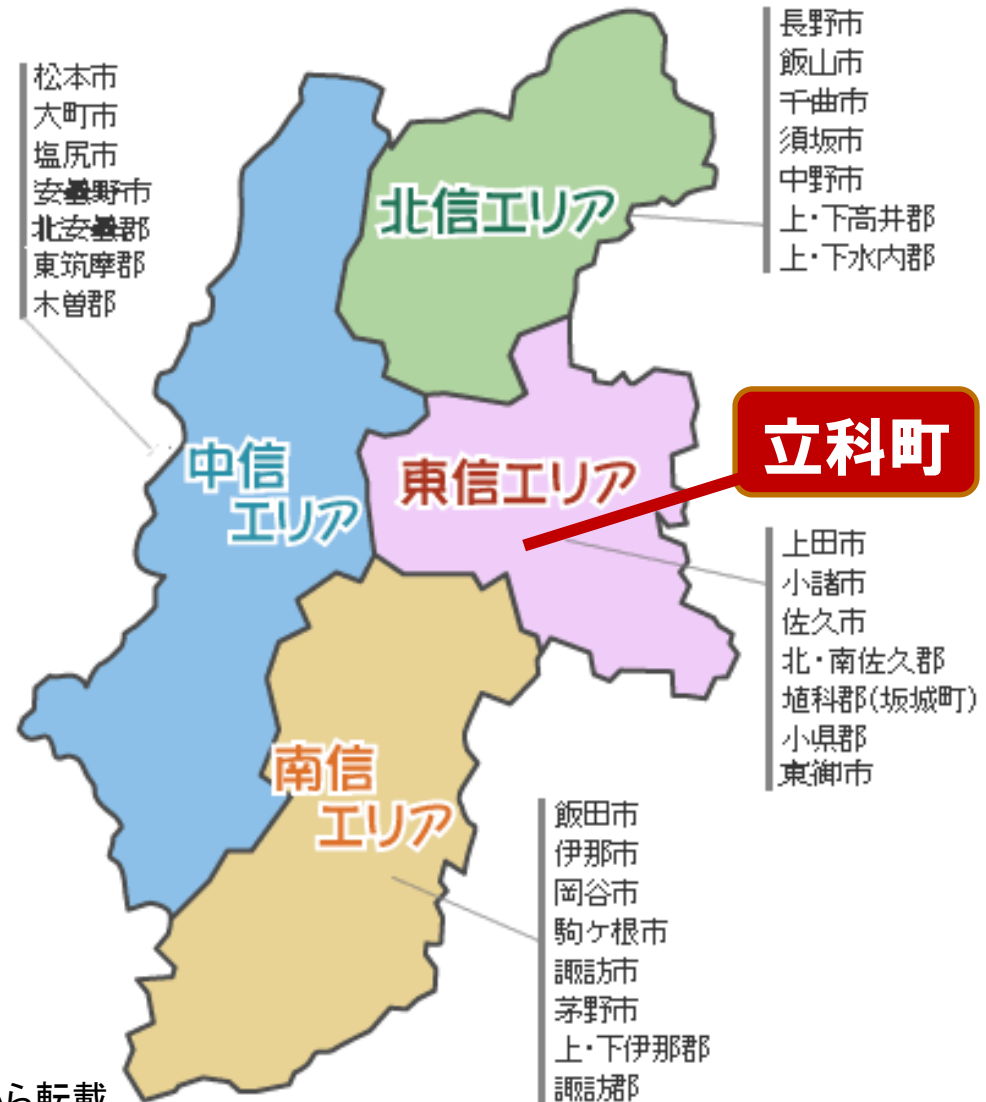 松本市
大町市
塩尻市
安曇野市
北安曇郡
東筑摩郡
木曽郡
長野市
飯山市
千曲市
須坂市
中野市
上・下高井郡
上・下水内郡
北信エリア
中信
エリア
東信エリア
立科町
上田市
小諸市
佐久市
北・南佐久郡
埴科郡(坂城町)
小県郡
東御市
南信
エリア
飯田市
伊那市
岡谷市
駒ケ根市
諏訪市
茅野市
上・下伊那郡
諏訪郡
ら転載